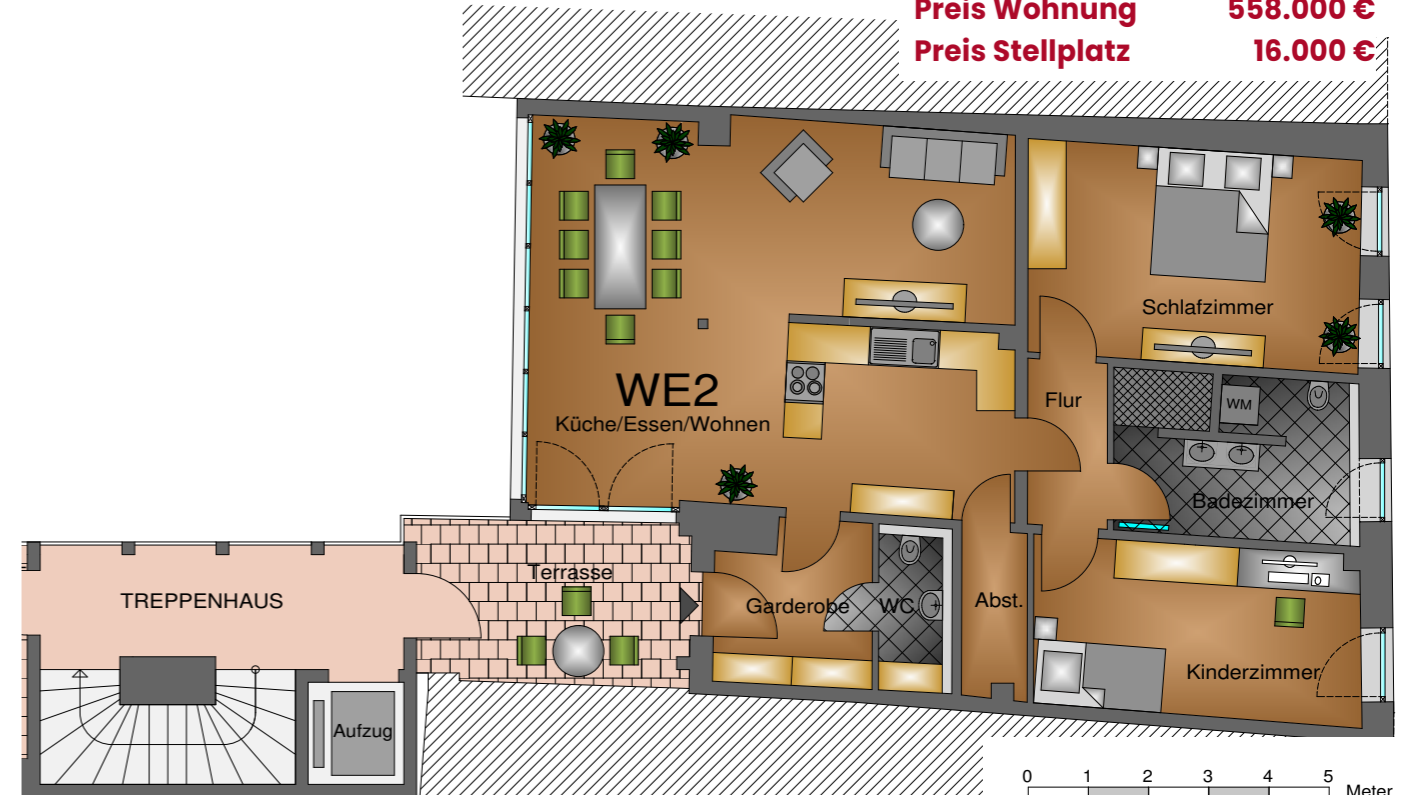 Preis Wohnung 558.000 €
Preis Stellplatz 16.000 €
Schlafzimmer
WE2
Küche/Essen/Wohnen
Flur
WM
Badezimmer
Terrasse
TREPPENHAUS
Garderobe
WC
Abst.
Kinderzimmer
Aufzug
0 1 2 3 4 5 Meter